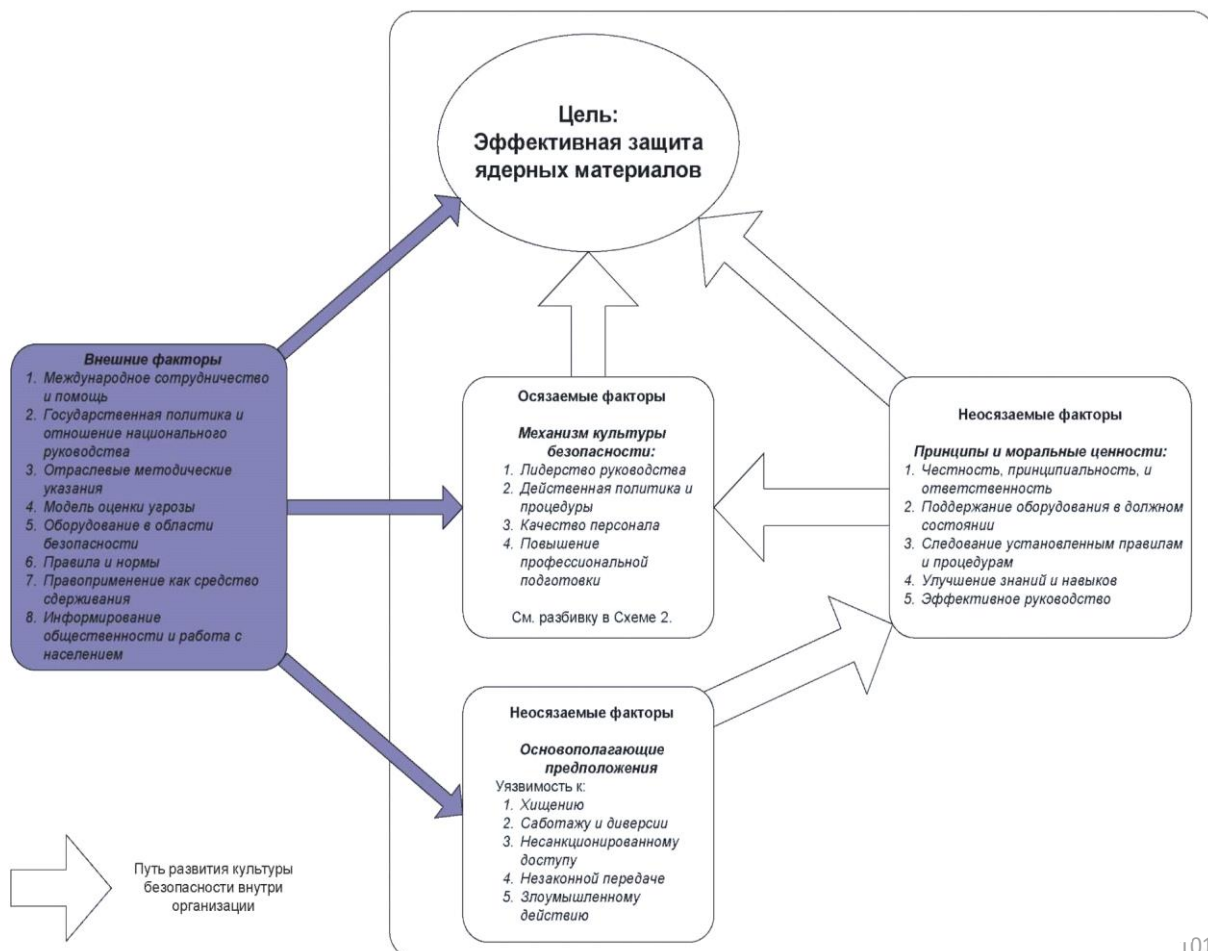 Цель:
Эффективная защита
ядерных материалов
Внешние факторы
1. Международное сотрудничество
и помощь
2. Государственная политика и
отношение национального
руководства
3. Отраслевые методические
указания
4. Модель оценки угрозы
5. Оборудование в области
безопасности
6. Правила и нормы
7. Правоприменение как средство
сдерживания
8. Информирование
общественности и работа с
населением
Осязаемые факторы
Механизм культуры
безопасности:
1. Лидерство руководства
2. Действенная политика и
процедуры
3. Качество персонала
4. Повышение
профессиональной
подготовки
См. разбивку в Схеме 2.
Неосязаемые факторы
Принципы и моральные ценности:
1. Честность, принципиальность, и
ответственность
2. Поддержание оборудования в должном
состоянии
3. Следование установленным правилам
и процедурам
4. Улучшение знаний и навыков
5. Эффективное руководство
Неосязаемые факторы
Основополагающие
предположения
Уязвимость к:
1. Хищению
2. Саботажу и диверсии
3. Несанкционированному
доступу
4. Незаконной передаче
5. Злоумышленному
действию
Путь развития культуры
безопасности внутри
организации